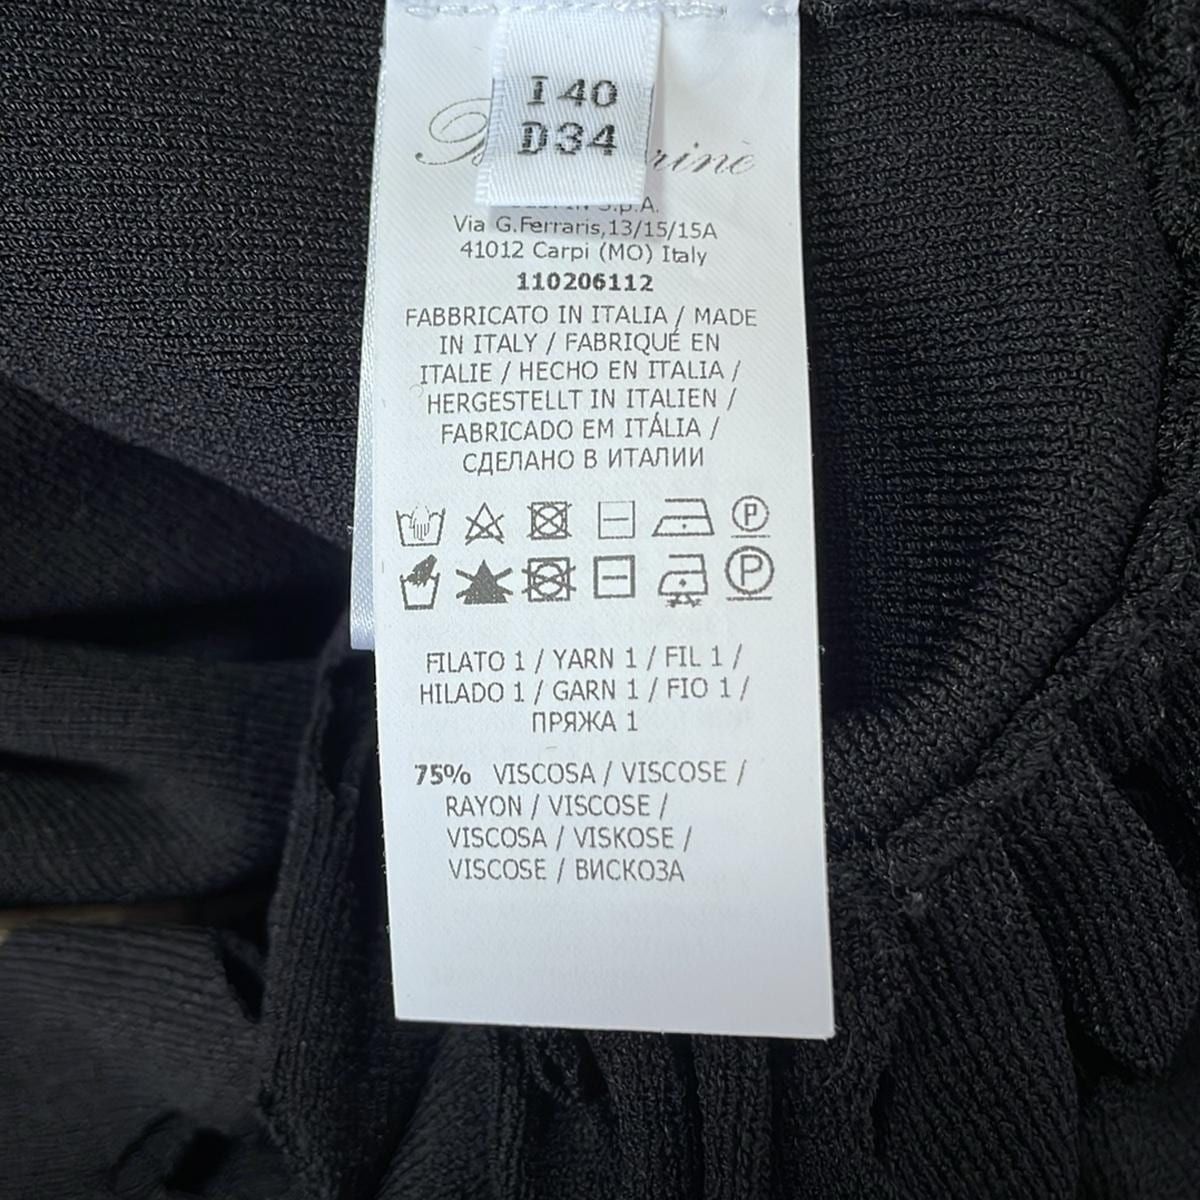 I 40
D34
S.p.A.
Via G.Ferraris,13/15/15A
41012 Carpi (MO) Italy
110206112
FABBRICATO IN ITALIA / MADE
IN ITALY / FABRIQUÉ EN
ITALIE / HECHO EN ITALIA /
HERGESTELLT IN ITALIEN /
FABRICADO EM ITÁLIA /
СДЕЛАНО В ИТАЛИИ
P
P
FILATO 1 / YARN 1 / FIL 1 /
HILADO 1 / GARN 1 / FIO 1 /
ПРЯЖА 1
75% VISCOSA / VISCOSE /
RAYON / VISCOSE /
VISCOSA / VISKOSE /
VISCOSE / ВИСКОЗА